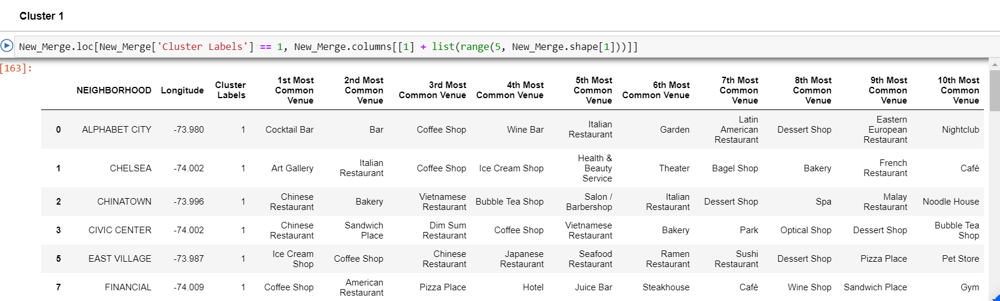 Cluster 1
New_Merge.loc[New_Merge['Cluster Labels'] == 1, New_Merge.columns[[1] + list(range(5, New_Merge.shape[1]))]]
[163]:
NEIGHBORHOOD Longitude Cluster Labels 1st Most Common Venue 2nd Most Common Venue 3rd Most Common Venue 4th Most Common Venue 5th Most Common Venue 6th Most Common Venue 7th Most Common Venue 8th Most Common Venue 9th Most Common Venue 10th Most Common Venue
0 ALPHABET CITY -73.980 1 Cocktail Bar Bar Coffee Shop Wine Bar Italian Restaurant Garden Latin American Restaurant Dessert Shop Eastern European Restaurant Nightclub
1 CHELSEA -74.002 1 Art Gallery Italian Restaurant Coffee Shop Ice Cream Shop Health & Beauty Service Theater Bagel Shop Bakery French Restaurant Café
2 CHINATOWN -73.996 1 Chinese Restaurant Bakery Vietnamese Restaurant Bubble Tea Shop Salon / Barbershop Italian Restaurant Dessert Shop Spa Malay Restaurant Noodle House
3 CIVIC CENTER -74.002 1 Chinese Restaurant Sandwich Place Dim Sum Restaurant Coffee Shop Vietnamese Restaurant Bakery Park Optical Shop Dessert Shop Bubble Tea Shop
5 EAST VILLAGE -73.987 1 Ice Cream Shop Coffee Shop Chinese Restaurant Japanese Restaurant Seafood Restaurant Ramen Restaurant Sushi Restaurant Dessert Shop Pizza Place Pet Store
7 FINANCIAL -74.009 1 Coffee Shop American Restaurant Pizza Place Hotel Juice Bar Steakhouse Café Wine Shop Sandwich Place Gym